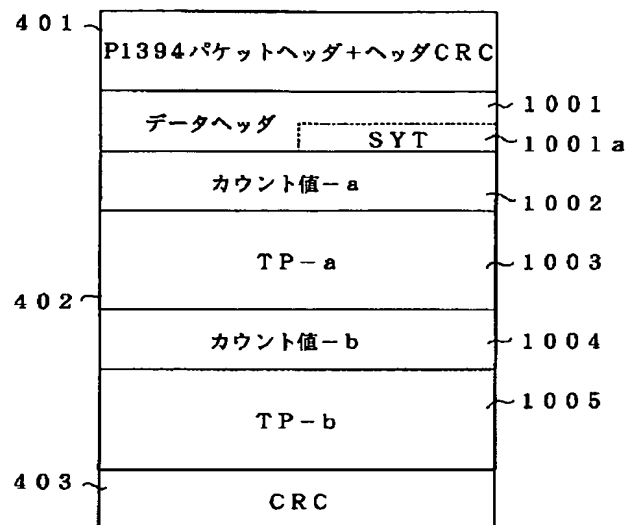 401
P1394パケットヘッダ+ヘッダCRC
1001
データヘッダ
SYT
1001a
カウント値-a
1002
TP-a
1003
402
カウント値-b
1004
TP-b
1005
403
CRC